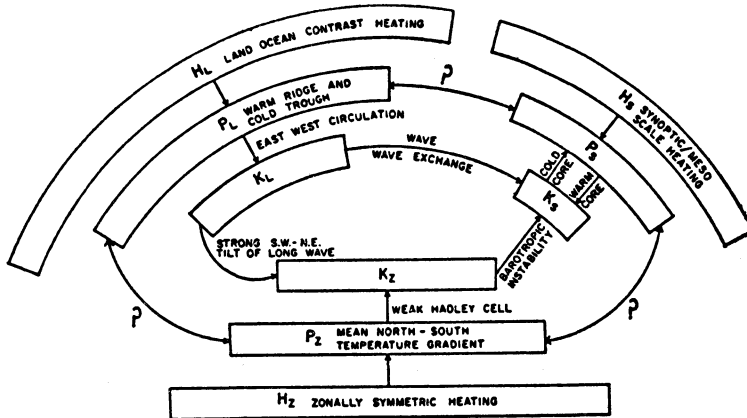 H_L LAND OCEAN CONTRAST HEATING
P_L WARM RIDGE AND
COLD TROUGH
EAST WEST CIRCULATION
K_L
WAVE
WAVE EXCHANGE
?
H_S SYNOPTIC/MESO
SCALE HEATING
P_S
COLD
CORE
WARM
CORE
K_S
STRONG S.W.-N.E.
TILT OF LONG WAVE
K_Z
BAROTROPIC
INSTABILITY
WEAK HADLEY CELL
?
?
P_Z MEAN NORTH - SOUTH
TEMPERATURE GRADIENT
H_Z ZONALLY SYMMETRIC HEATING